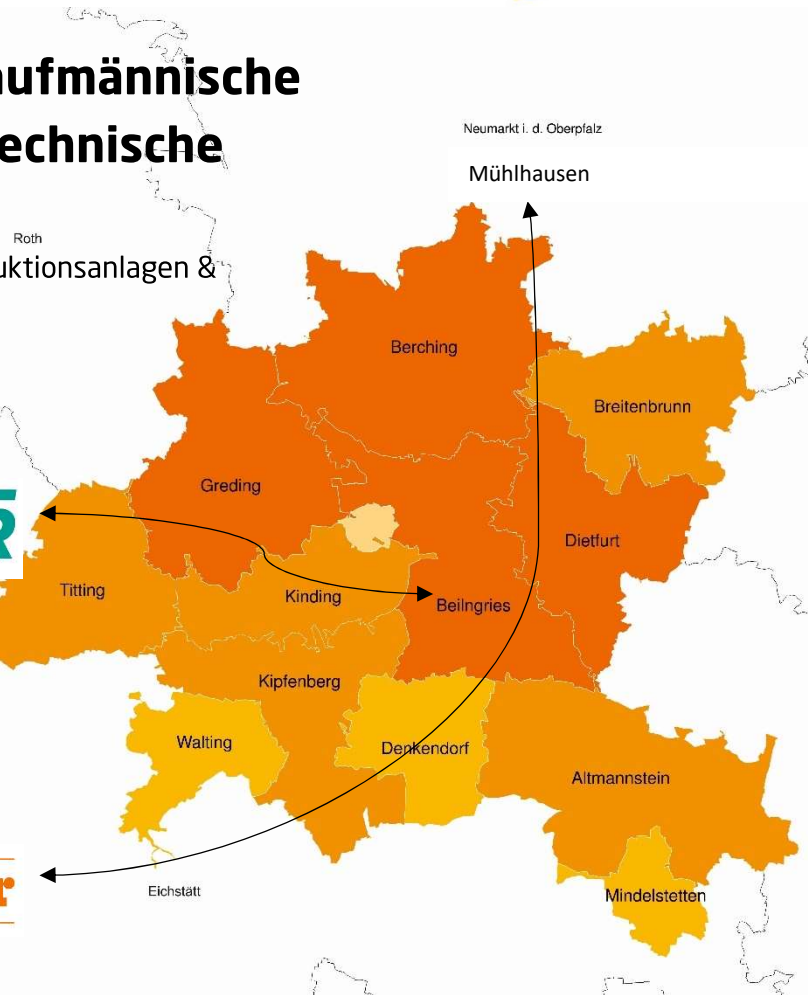 aufmännische
echnische
Neumarkt i. d. Oberpfalz
Mühlhausen
Roth
uktionsanlagen &
Berching
Breitenbrunn
Greding
R
Dietfurt
Titting
Kinding
Beilngries
Kipfenberg
Walting
Denkendorf
Altmannstein
r
Eichstätt
Mindelstetten